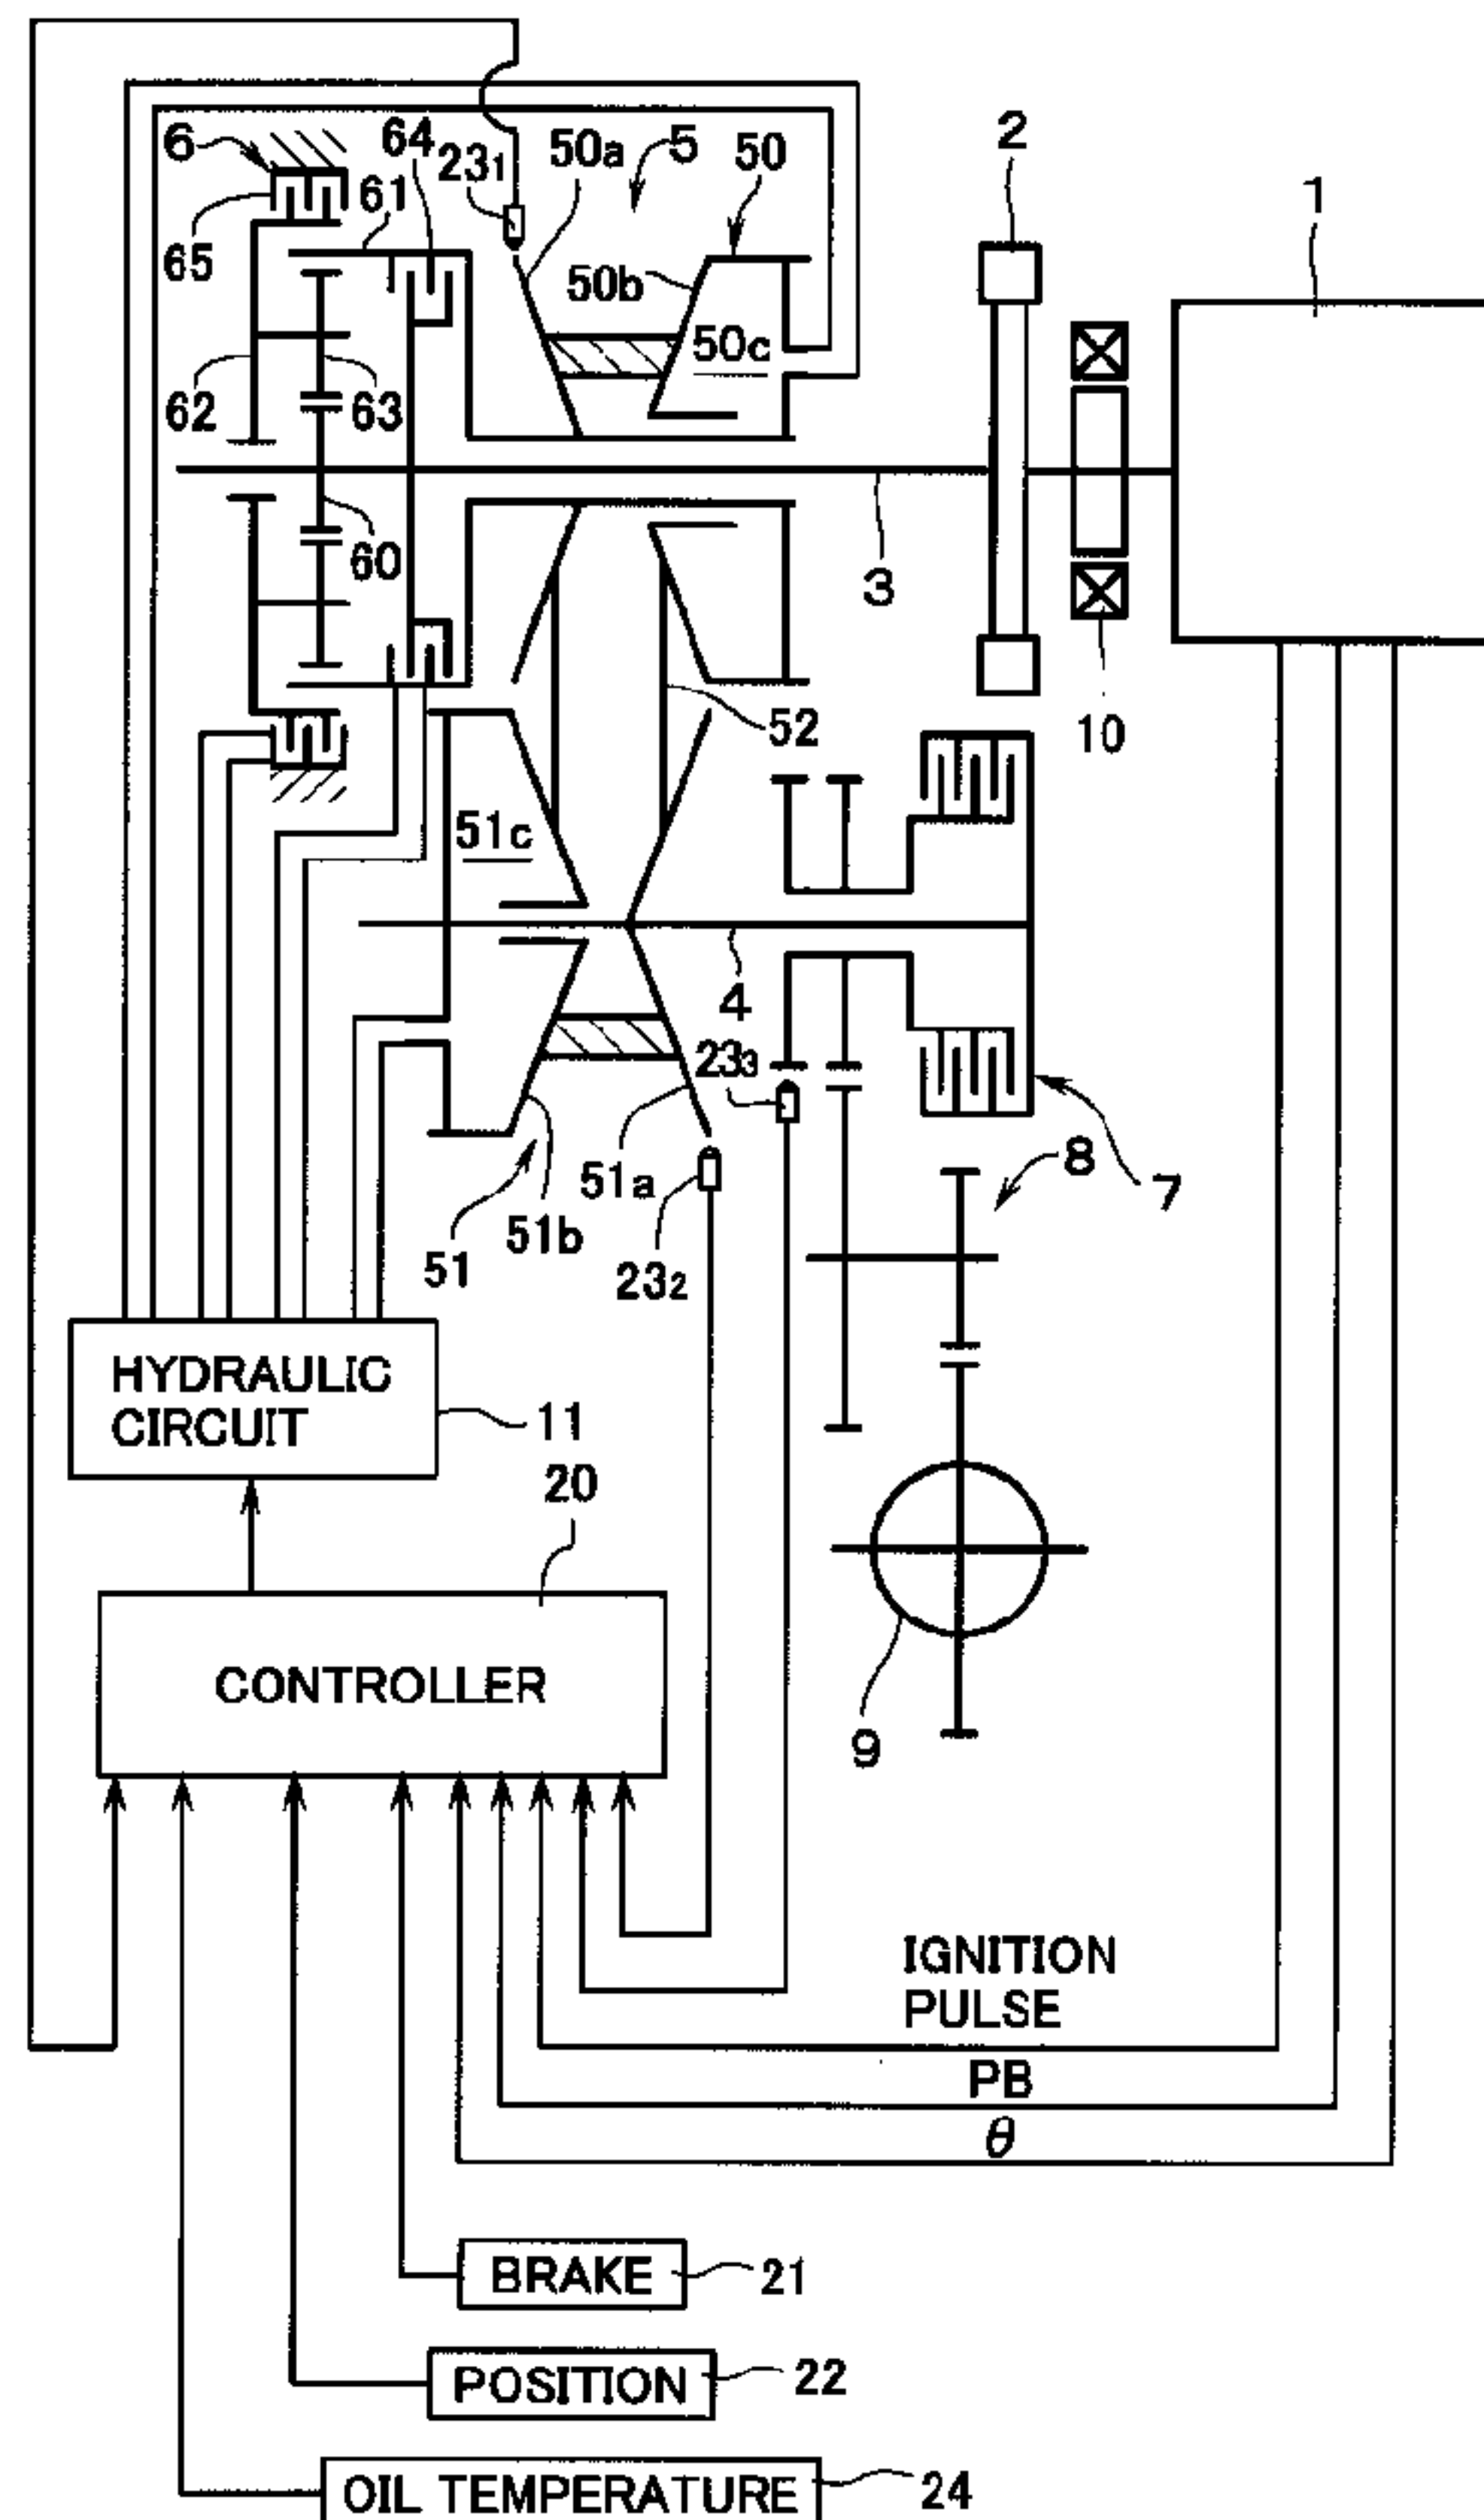 6
64
23₁
50a
5
50
2
1
61
65
50b
50c
62
63
60
3
52
10
51c
4
23₃
8
7
51a
51b
51
23₂
HYDRAULIC
CIRCUIT
11
20
CONTROLLER
9
IGNITION
PULSE
PB
θ
BRAKE
21
POSITION
22
OIL TEMPERATURE
24